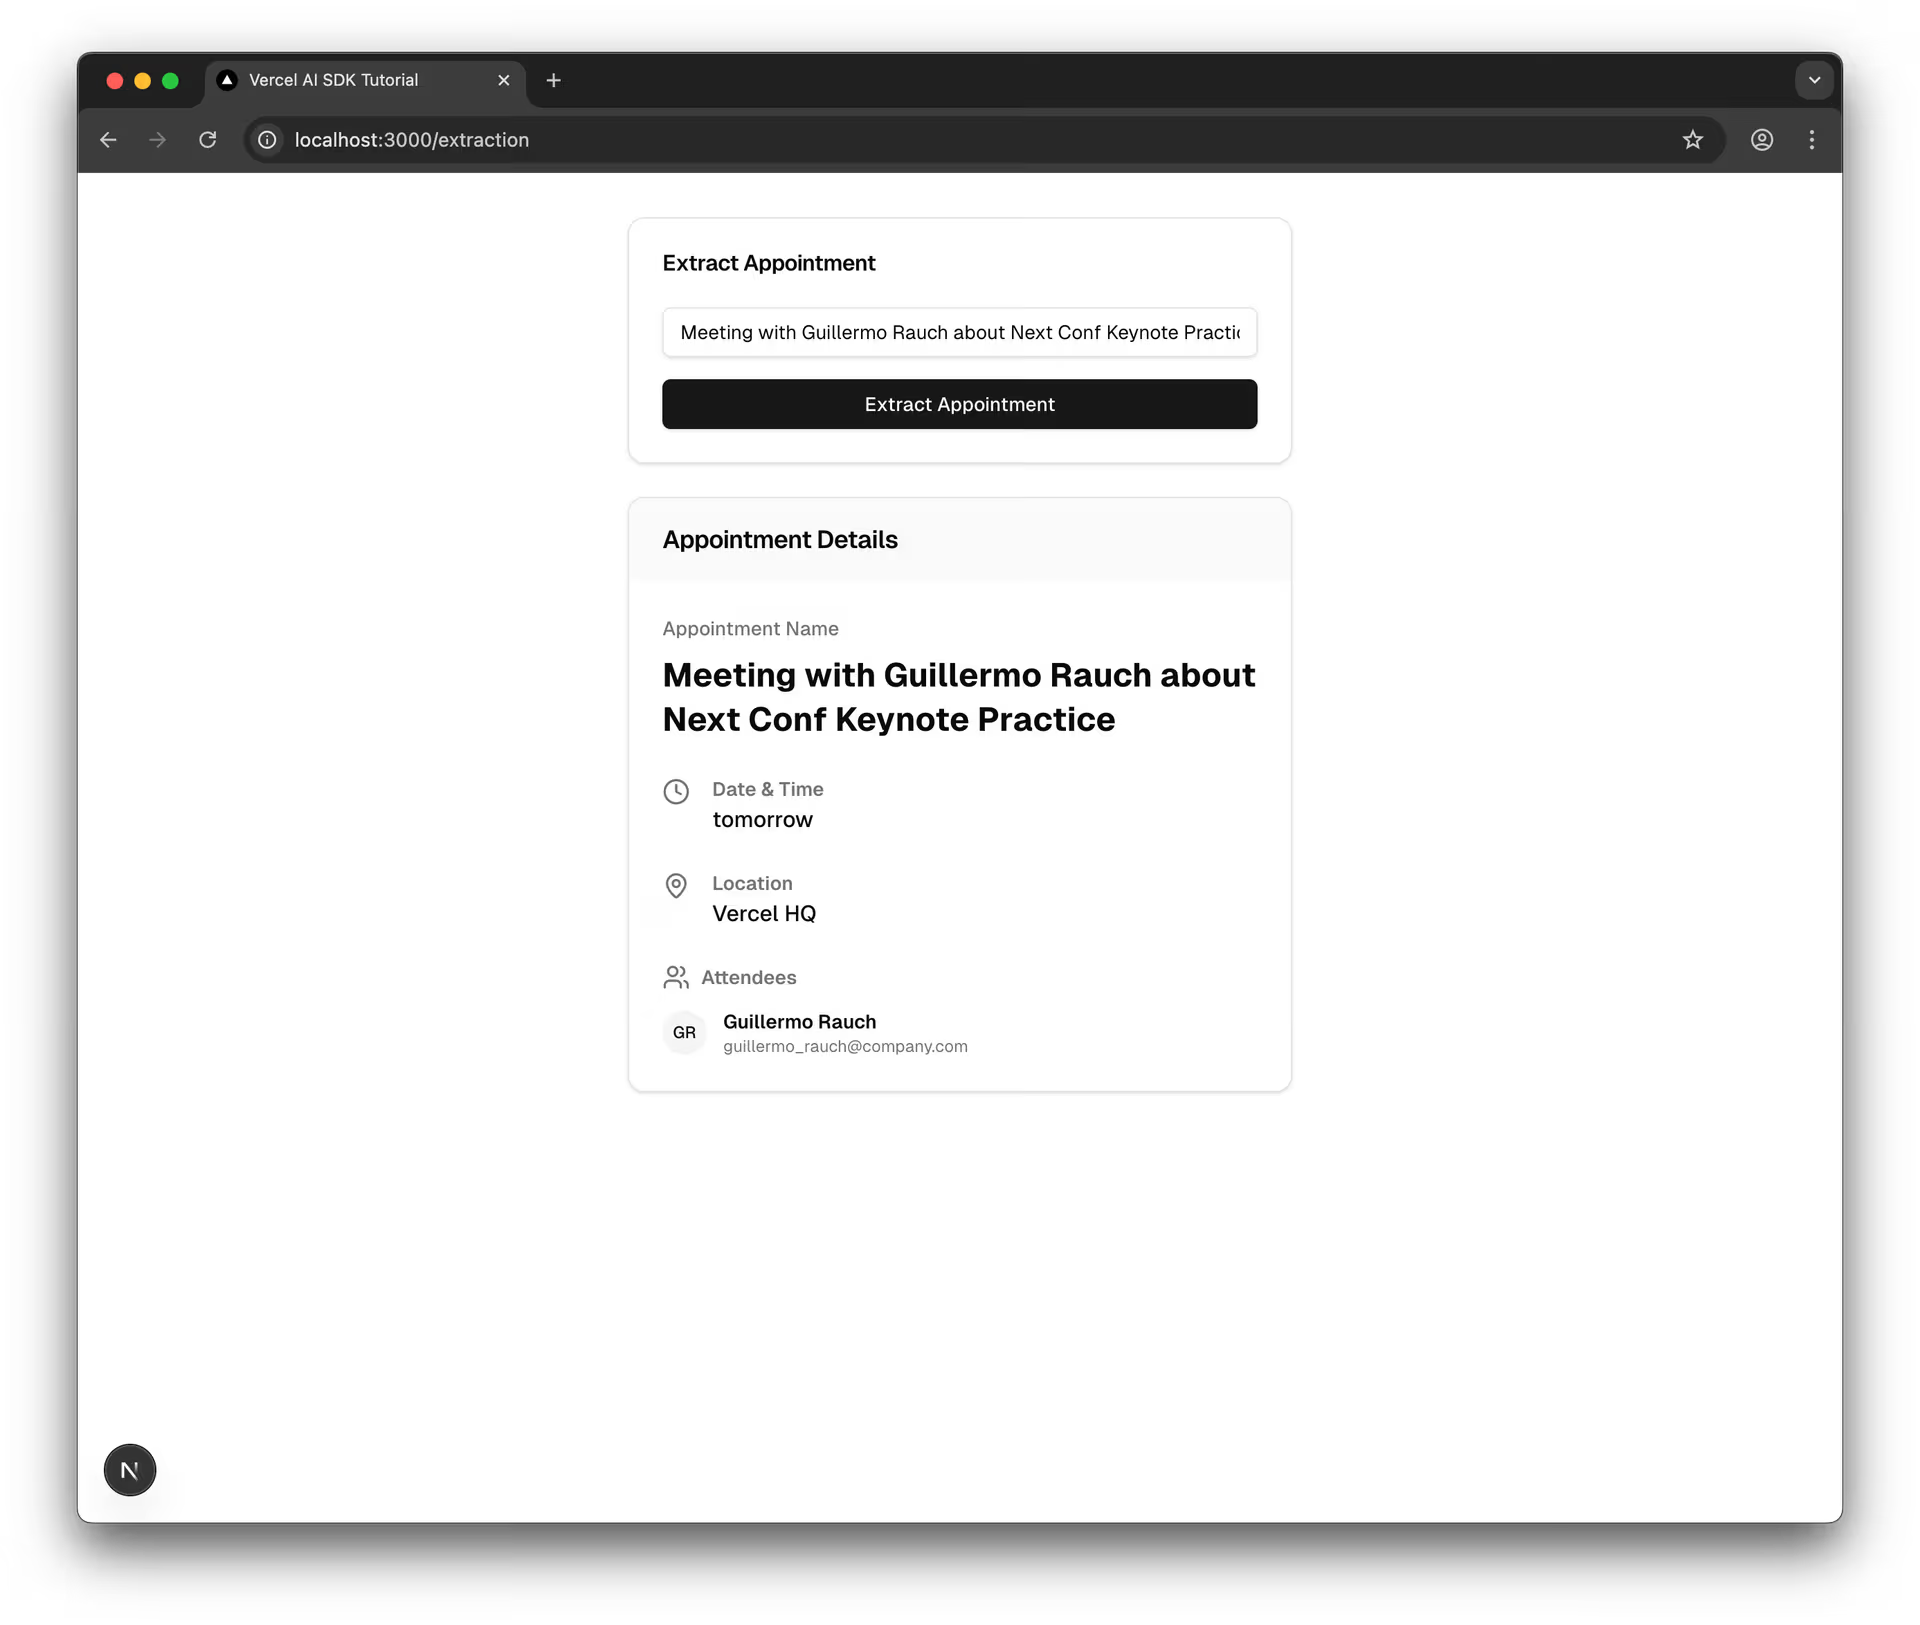 Vercel AI SDK Tutorial
localhost:3000/extraction
Extract Appointment
Meeting with Guillermo Rauch about Next Conf Keynote Practic
Extract Appointment
Appointment Details
Appointment Name
Meeting with Guillermo Rauch about
Next Conf Keynote Practice
Date & Time
tomorrow
Location
Vercel HQ
Attendees
GR
Guillermo Rauch
guillermo_rauch@company.com
N